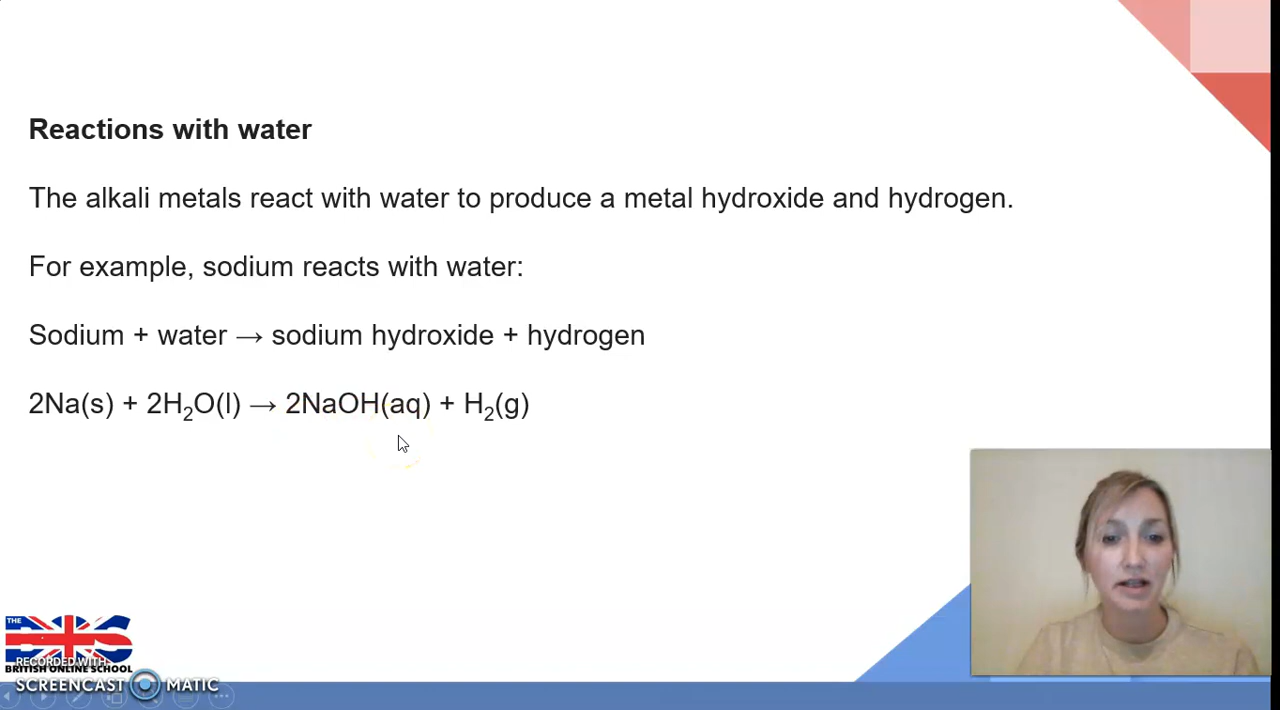 Reactions with water
The alkali metals react with water to produce a metal hydroxide and hydrogen.
For example, sodium reacts with water:
Sodium + water → sodium hydroxide + hydrogen
2Na(s) + 2H₂O(l) → 2NaOH(aq) + H₂(g)
THE
BOS
RECORDED WITH
BRITISH ONLINE SCHOOL
SCREENCAST MATIC